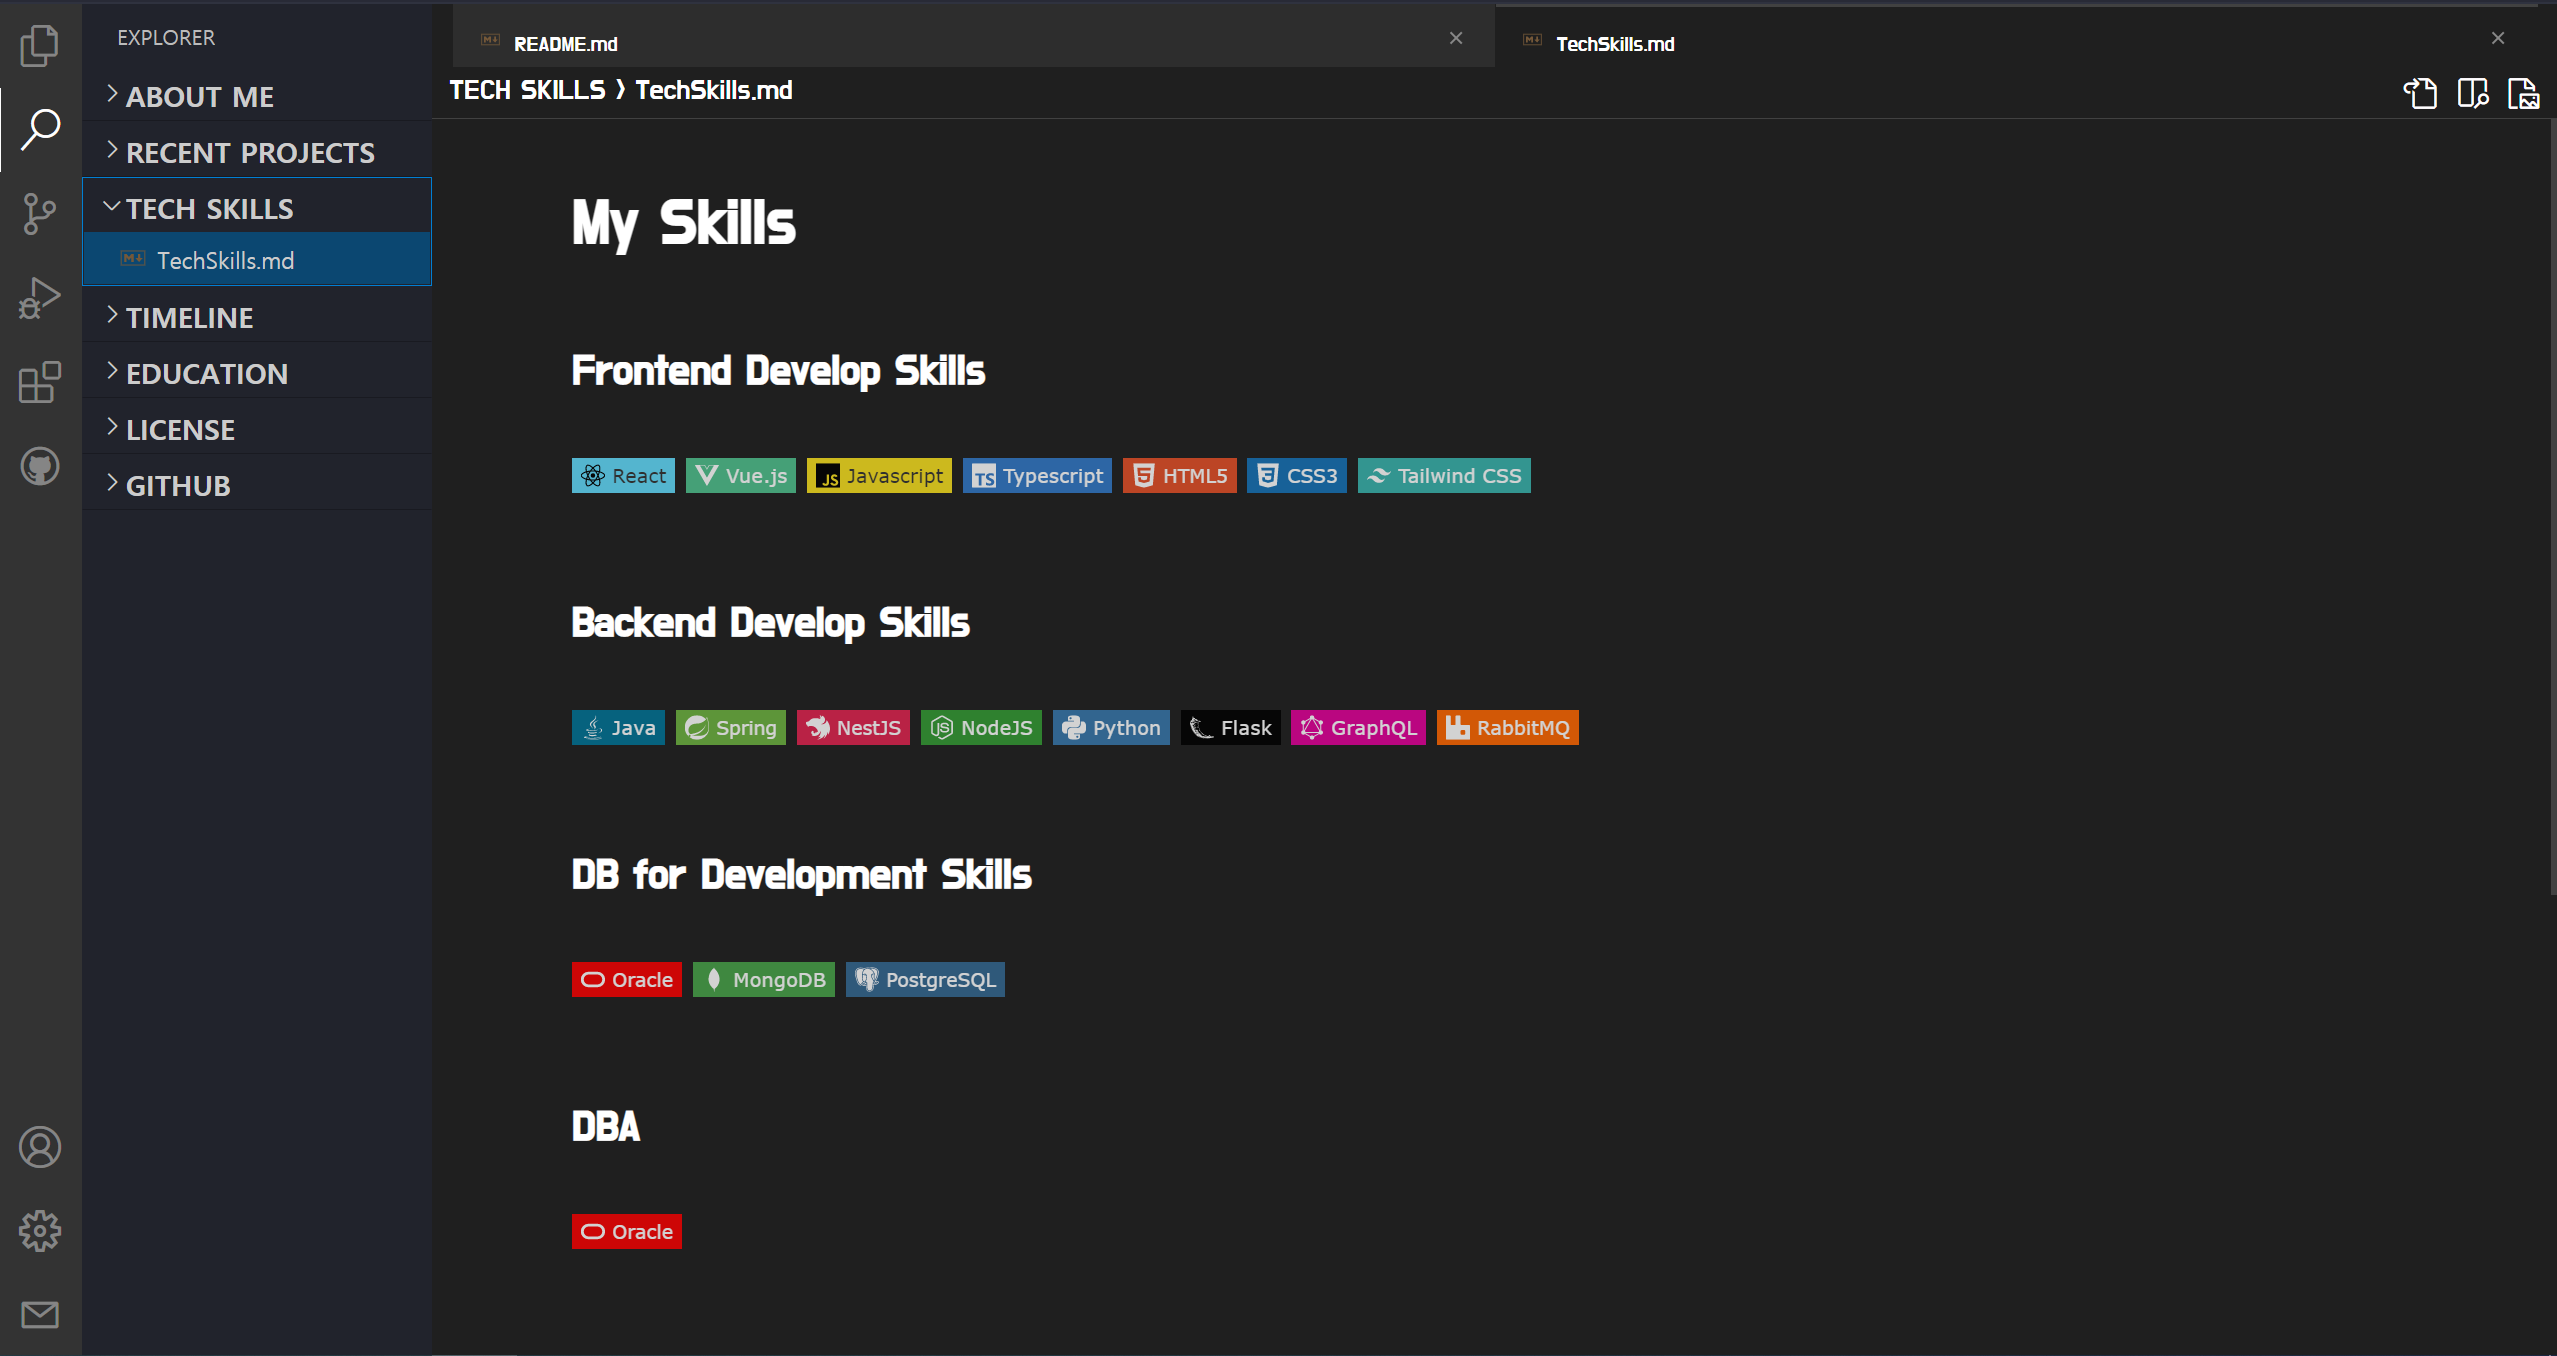 EXPLORER
ABOUT ME
RECENT PROJECTS
TECH SKILLS
TechSkills.md
TIMELINE
EDUCATION
LICENSE
GITHUB
README.md
TechSkills.md
TECH SKILLS > TechSkills.md
My Skills
Frontend Develop Skills
React Vue.js JS Javascript TS Typescript HTML5 CSS3 Tailwind CSS
Backend Develop Skills
Java Spring NestJS NodeJS Python Flask GraphQL RabbitMQ
DB for Development Skills
Oracle MongoDB PostgreSQL
DBA
Oracle